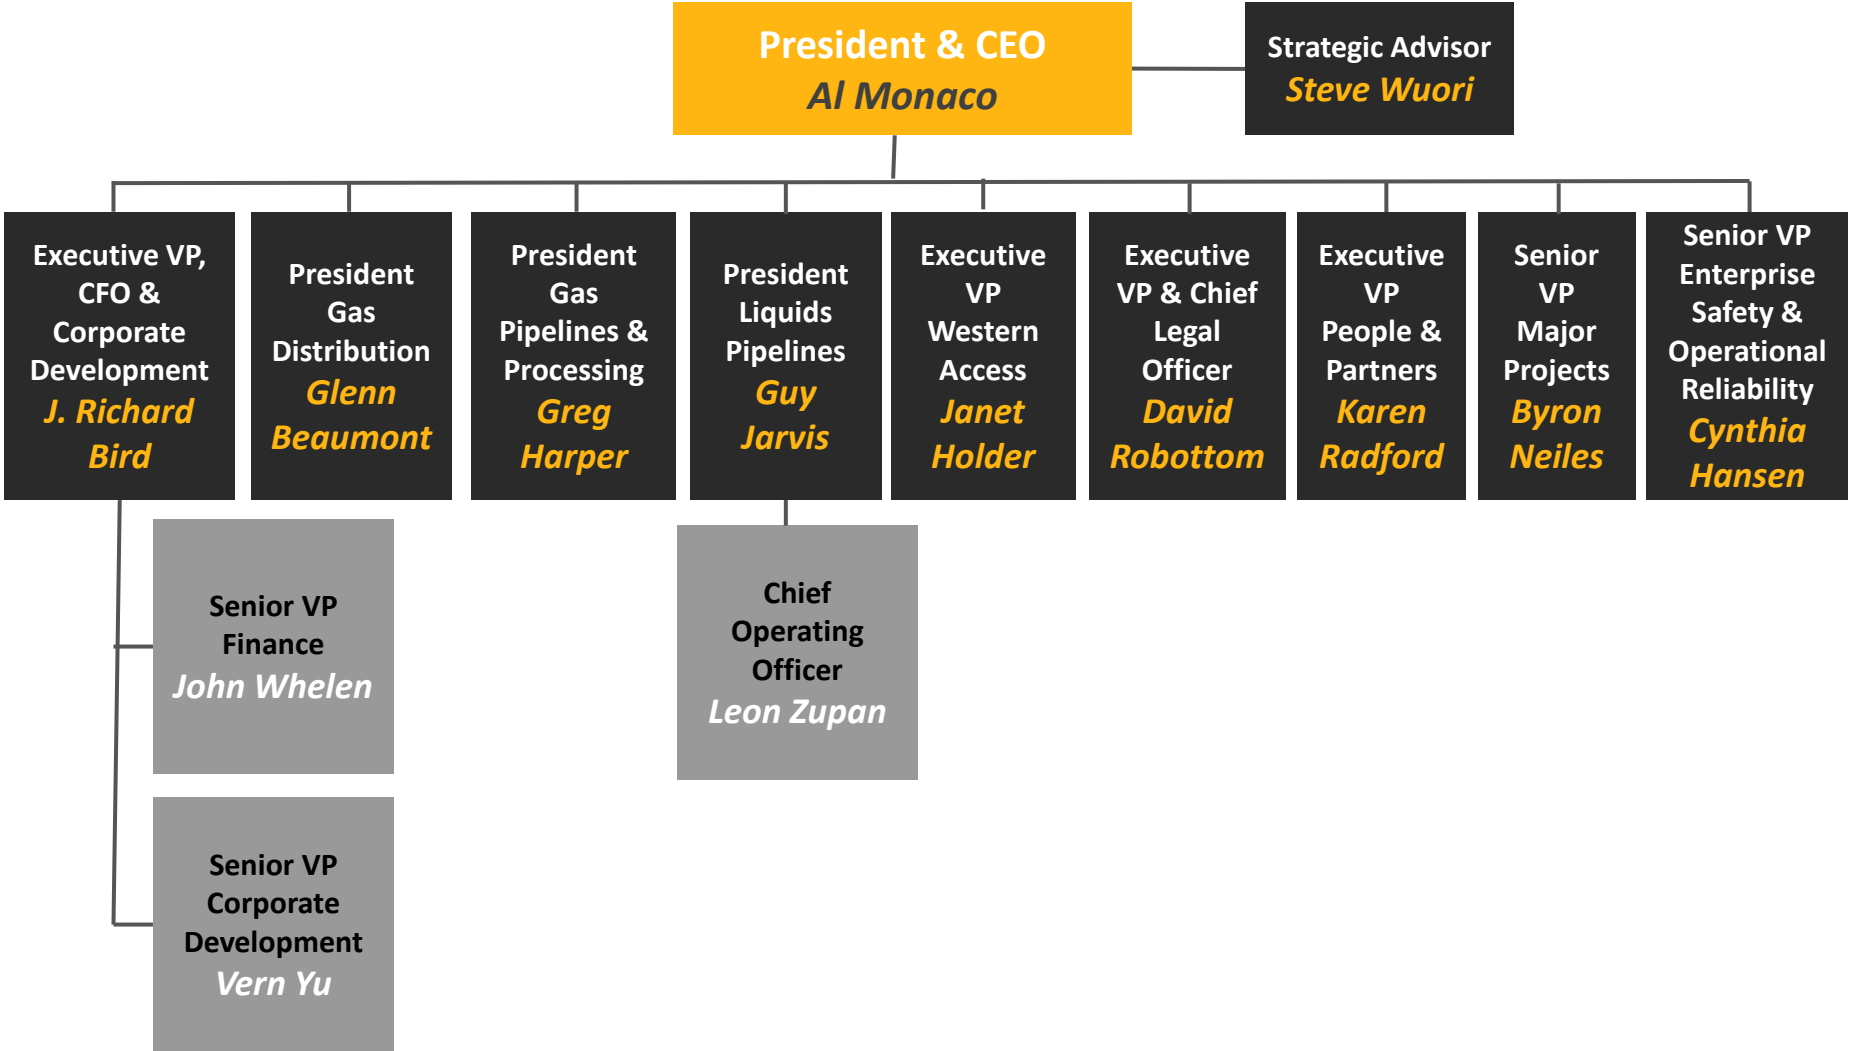 President & CEO
Al Monaco
Strategic Advisor
Steve Wuori
Executive VP,
CFO &
Corporate
Development
J. Richard
Bird
President
Gas
Distribution
Glenn
Beaumont
President
Gas
Pipelines &
Processing
Greg
Harper
President
Liquids
Pipelines
Guy
Jarvis
Executive
VP
Western
Access
Janet
Holder
Executive
VP & Chief
Legal
Officer
David
Robottom
Executive
VP
People &
Partners
Karen
Radford
Senior
VP
Major
Projects
Byron
Neiles
Senior VP
Enterprise
Safety &
Operational
Reliability
Cynthia
Hansen
Senior VP
Finance
John Whelen
Chief
Operating
Officer
Leon Zupan
Senior VP
Corporate
Development
Vern Yu